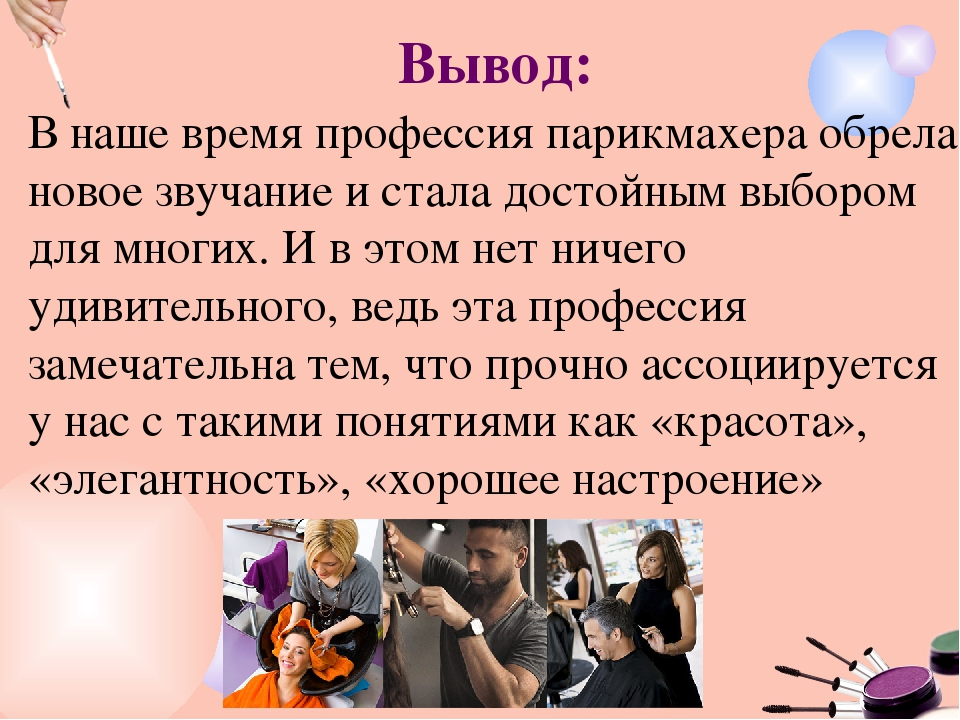 Вывод:
В наше время профессия парикмахера обрела
новое звучание и стала достойным выбором
для многих. И в этом нет ничего
удивительного, ведь эта профессия
замечательна тем, что прочно ассоциируется
у нас с такими понятиями как «красота»,
«элегантность», «хорошее настроение»